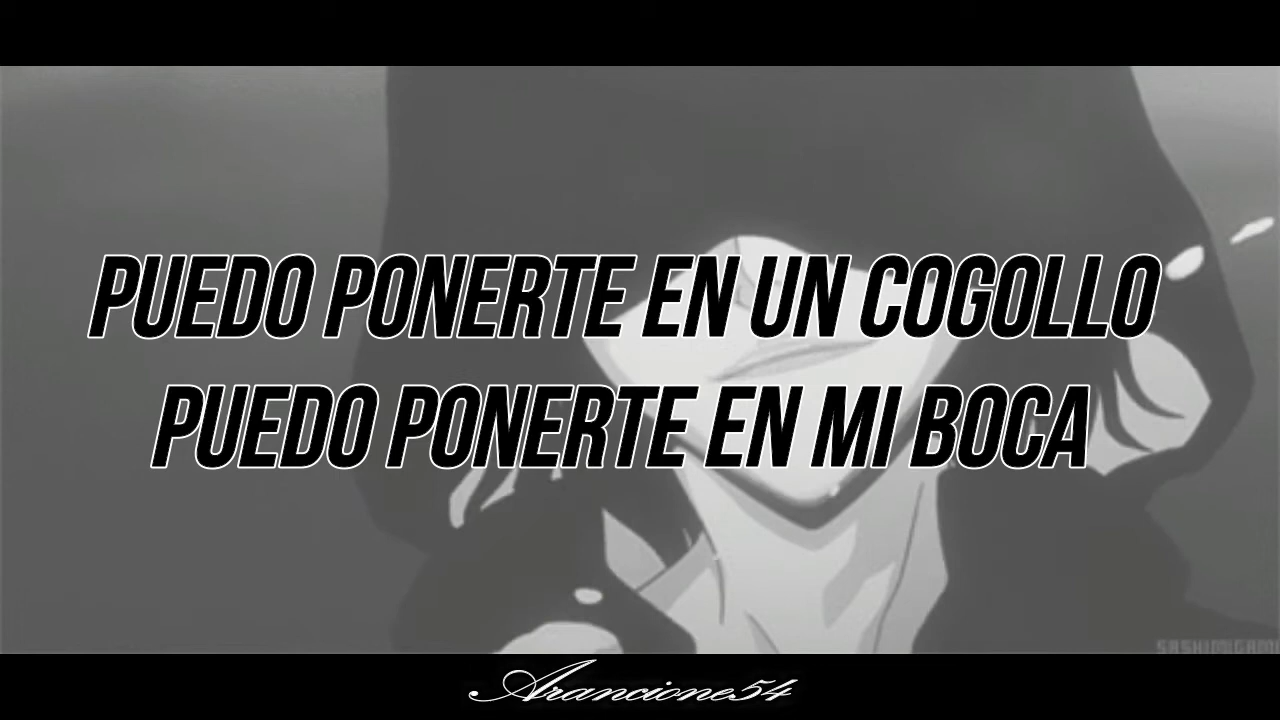 PUEDO PONERTE EN UN COGOLLO
PUEDO PONERTE EN MI BOCA
Arancione54